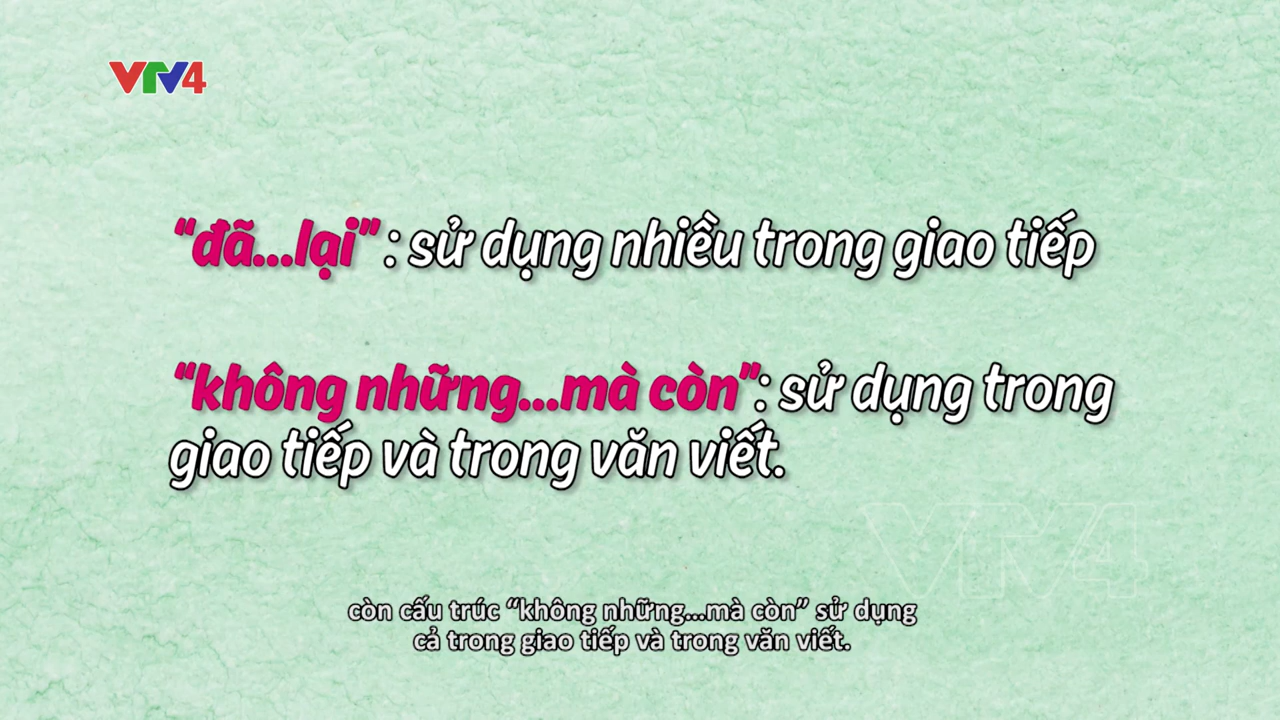 VTV4
“đã...lại” : sử dụng nhiều trong giao tiếp
“không những...mà còn”: sử dụng trong
giao tiếp và trong văn viết.
VTV4
còn cấu trúc “không những...mà còn” sử dụng
cả trong giao tiếp và trong văn viết.